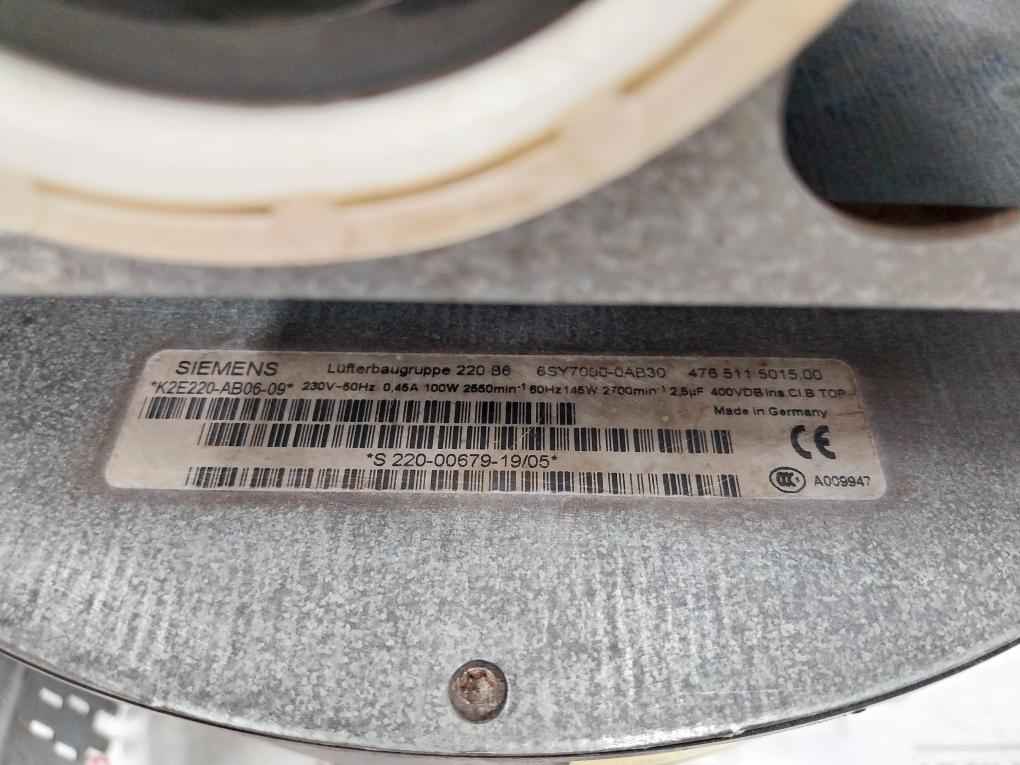 SIEMENS Lüfterbaugruppe 220 B6 6SY7000-0AB30 476 511 5015.00
*K2E220-AB06-09* 230V-50Hz 0,45A 100W 2550min-1 60Hz 145W 2700min-1 2,5µF 400VDB Ins.Cl.B TOP
Made in Germany
CE
*S 220-00679-19/05*
CCC A009947